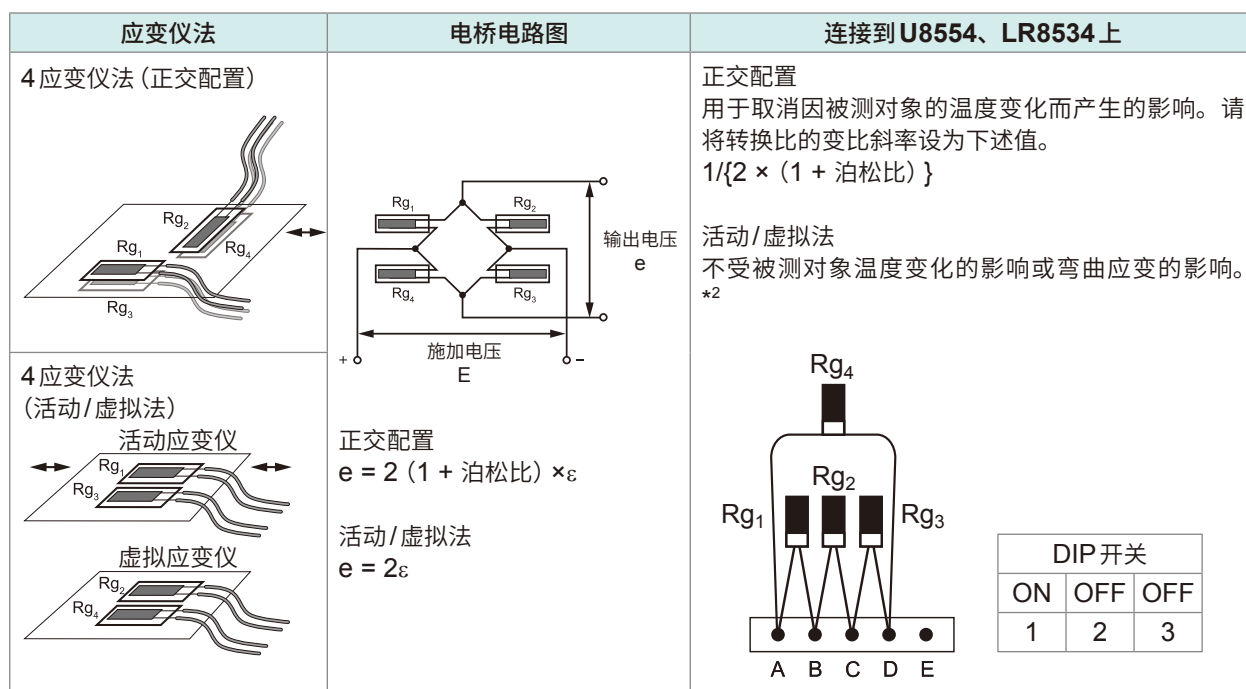 应变仪法
电桥电路图
连接到U8554、LR8534上
4应变仪法（正交配置）
Rg2
Rg1
Rg4
Rg3
Rg1
Rg2
输出电压
e
Rg4
Rg3
+
施加电压
−
E
正交配置
用于取消因被测对象的温度变化而产生的影响。请
将转换比的变比斜率设为下述值。
1/{2 ×（1 + 泊松比）}
活动/虚拟法
不受被测对象温度变化的影响或弯曲应变的影响。
*2
4应变仪法
（活动/虚拟法）
活动应变仪
Rg1
Rg3
虚拟应变仪
Rg2
Rg4
正交配置
e = 2（1 + 泊松比）×ε
活动/虚拟法
e = 2ε
Rg4
Rg2
Rg1
Rg3
A B C D E
DIP开关
ON OFF OFF
1 2 3